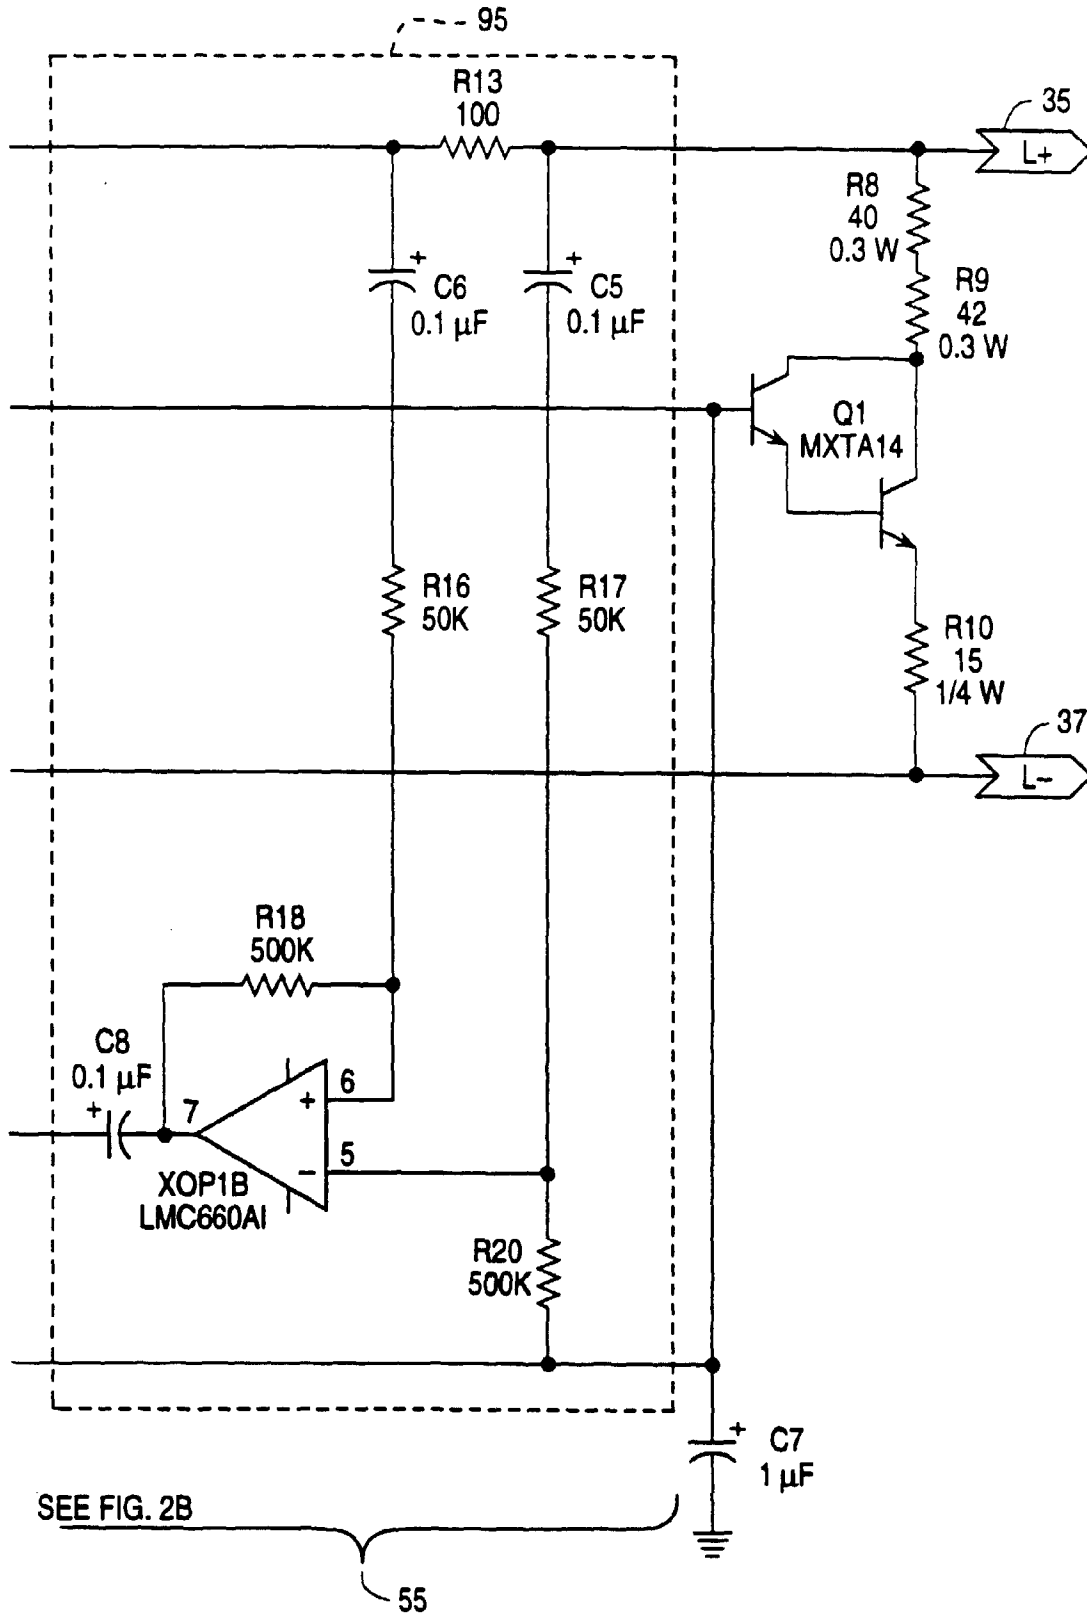 95
R13
100
35
L+
R8
40
0.3 W
+
C6
0.1 µF
+
C5
0.1 µF
R9
42
0.3 W
Q1
MXTA14
R16
50K
R17
50K
R10
15
1/4 W
37
L−
R18
500K
C8
0.1 µF
+
7
+
6
−
5
XOP1B
LMC660AI
R20
500K
+
C7
1 µF
SEE FIG. 2B
55